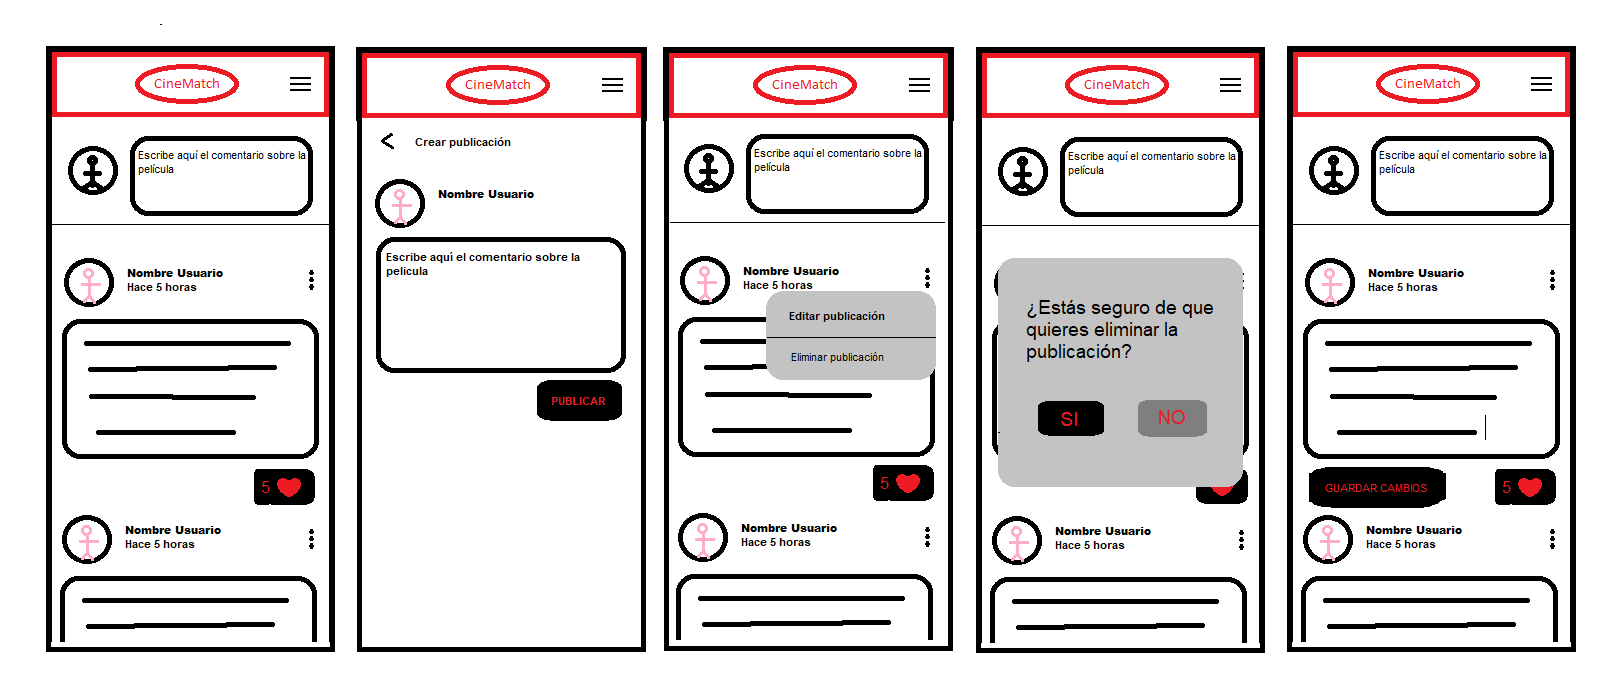 CineMatch
Escribe aquí el comentario sobre la
película
Nombre Usuario
Hace 5 horas
5
Nombre Usuario
Hace 5 horas
CineMatch
Crear publicación
Nombre Usuario
Escribe aquí el comentario sobre la
pelicula
PUBLICAR
CineMatch
Escribe aquí el comentario sobre la
película
Nombre Usuario
Hace 5 horas
Editar publicación
Eliminar publicación
5
Nombre Usuario
Hace 5 horas
CineMatch
Escribe aquí el comentario sobre la
película
¿Estás seguro de que
quieres eliminar la
publicación?
SI
NO
Nombre Usuario
Hace 5 horas
CineMatch
Escribe aquí el comentario sobre la
película
Nombre Usuario
Hace 5 horas
GUARDAR CAMBIOS
5
Nombre Usuario
Hace 5 horas